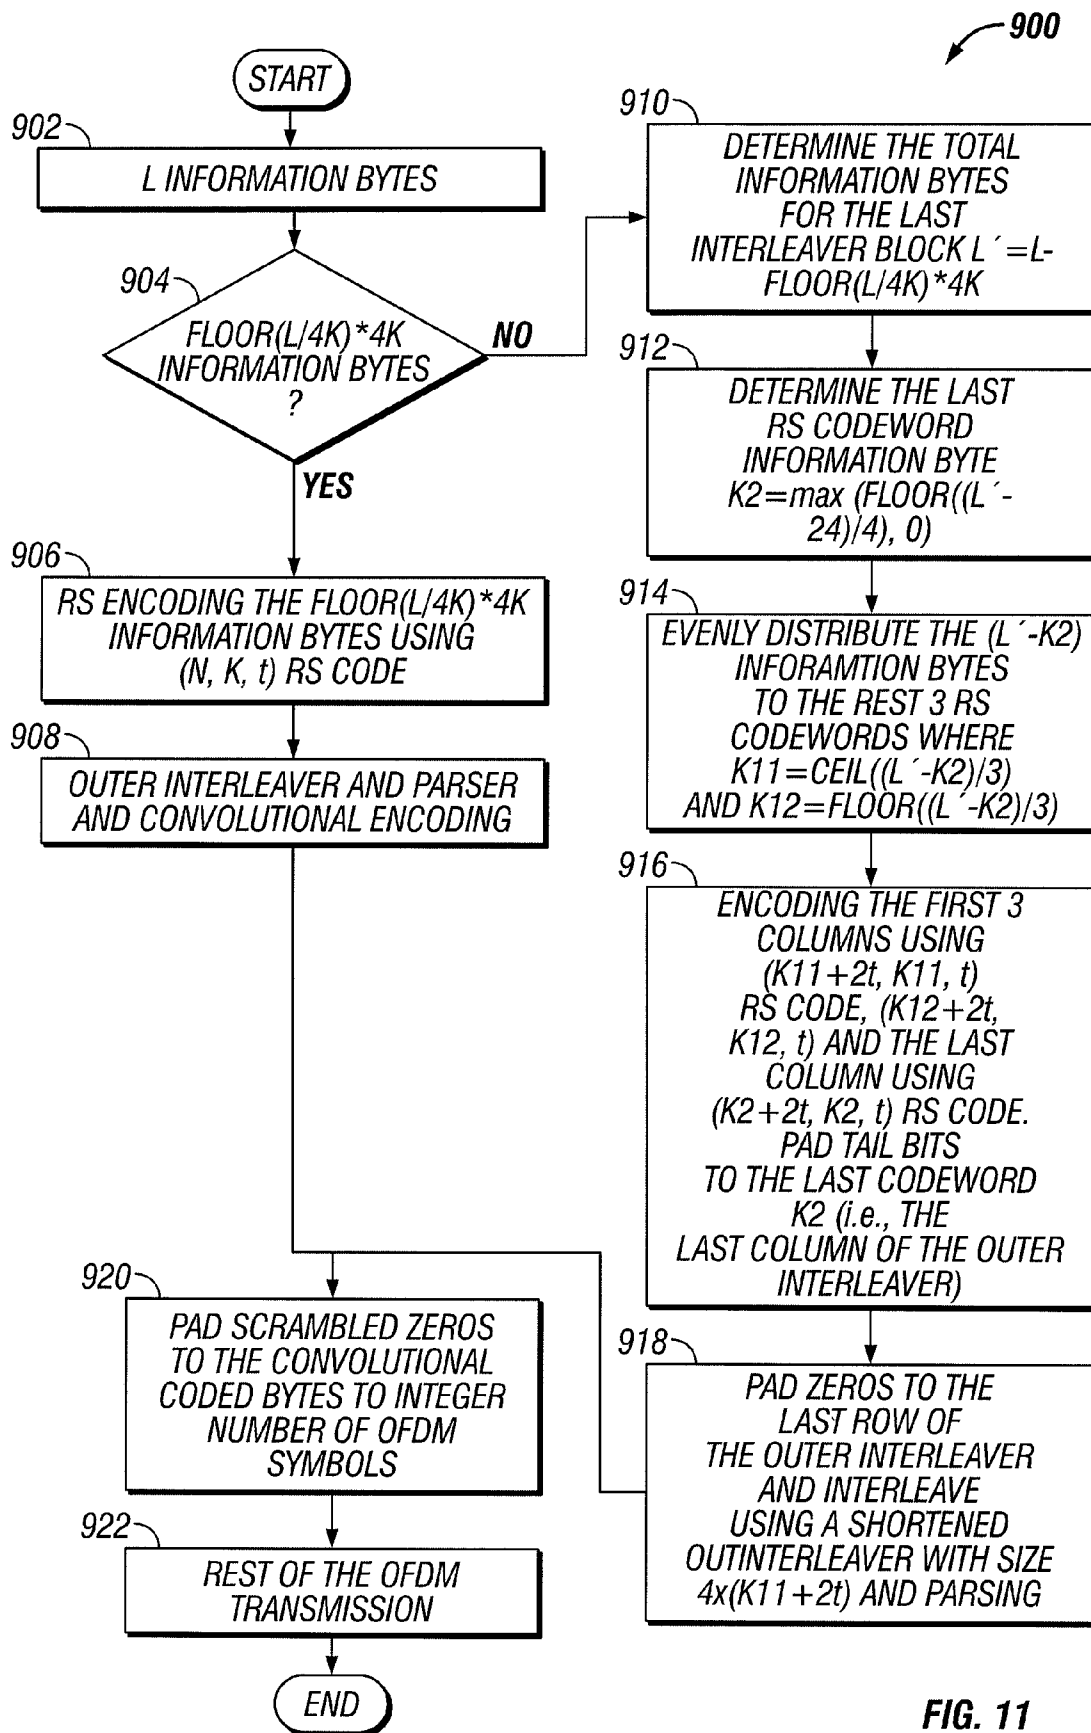 900
START
902
L INFORMATION BYTES
904
FLOOR(L/4K)*4K
INFORMATION BYTES
?
NO
YES
906
RS ENCODING THE FLOOR(L/4K)*4K
INFORMATION BYTES USING
(N, K, t) RS CODE
908
OUTER INTERLEAVER AND PARSER
AND CONVOLUTIONAL ENCODING
910
DETERMINE THE TOTAL
INFORMATION BYTES
FOR THE LAST
INTERLEAVER BLOCK L´=L-
FLOOR(L/4K)*4K
912
DETERMINE THE LAST
RS CODEWORD
INFORMATION BYTE
K2=max (FLOOR((L´-
24)/4), 0)
914
EVENLY DISTRIBUTE THE (L´-K2)
INFORAMTION BYTES
TO THE REST 3 RS
CODEWORDS WHERE
K11=CEIL((L´-K2)/3)
AND K12=FLOOR((L´-K2)/3)
916
ENCODING THE FIRST 3
COLUMNS USING
(K11+2t, K11, t)
RS CODE, (K12+2t,
K12, t) AND THE LAST
COLUMN USING
(K2+2t, K2, t) RS CODE.
PAD TAIL BITS
TO THE LAST CODEWORD
K2 (i.e., THE
LAST COLUMN OF THE OUTER
INTERLEAVER)
918
PAD ZEROS TO THE
LAST ROW OF
THE OUTER INTERLEAVER
AND INTERLEAVE
USING A SHORTENED
OUTINTERLEAVER WITH SIZE
4x(K11+2t) AND PARSING
920
PAD SCRAMBLED ZEROS
TO THE CONVOLUTIONAL
CODED BYTES TO INTEGER
NUMBER OF OFDM
SYMBOLS
922
REST OF THE OFDM
TRANSMISSION
END
FIG. 11